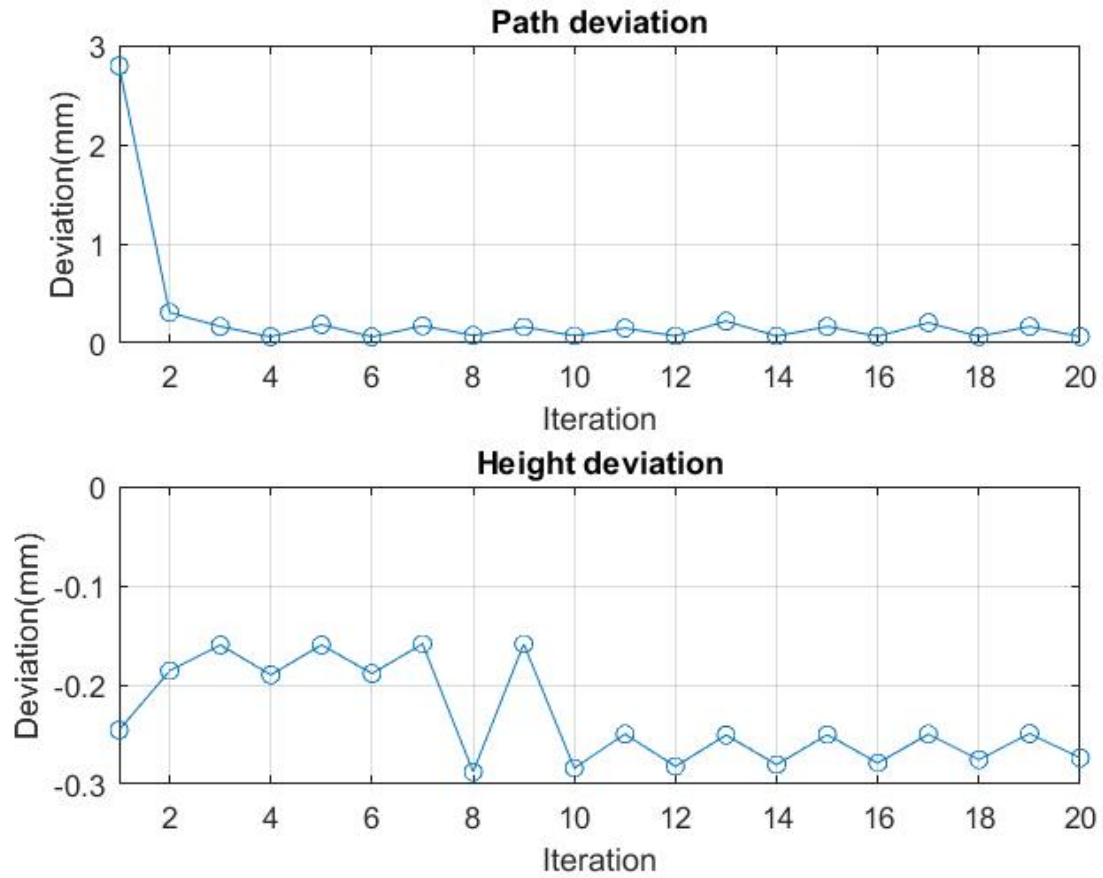 Path deviation
3
2
1
0
Deviation(mm)
2 4 6 8 10 12 14 16 18 20
Iteration
Height deviation
0
-0.1
-0.2
-0.3
Deviation(mm)
2 4 6 8 10 12 14 16 18 20
Iteration